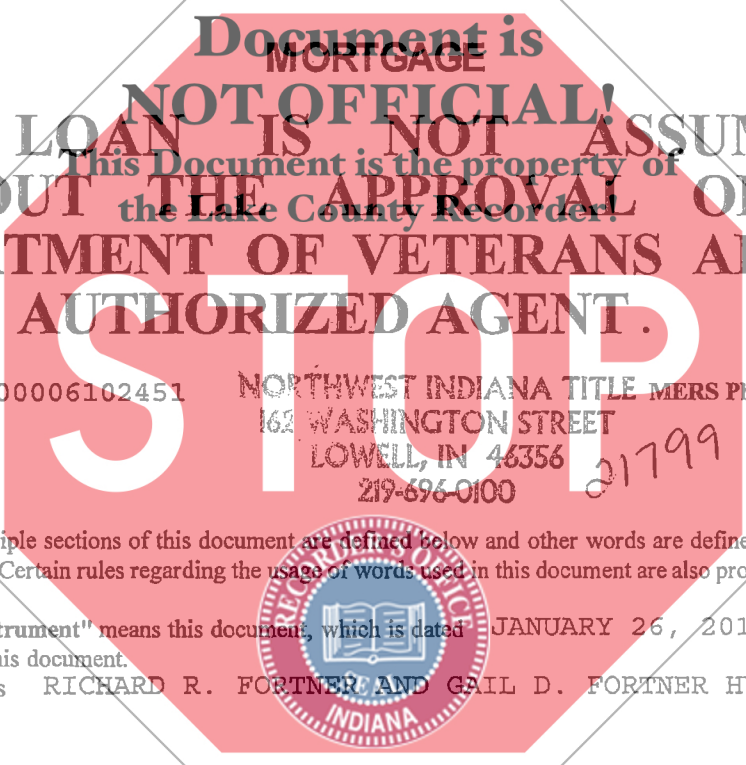 Document is
MORTGAGE
NOT OFFICIAL!
LOAN IS NOT ASSUM
This Document is the property of
OUT THE APPROVAL O
the Lake County Recorder!
TMENT OF VETERANS A
AUTHORIZED AGENT.
STOP
00006102451 NORTHWEST INDIANA TITLE MERS P
162 WASHINGTON STREET
LOWELL, IN 46356
219-696-0100
21799
iple sections of this document are defined below and other words are define
Certain rules regarding the usage of words used in this document are also pro
trument" means this document, which is dated JANUARY 26, 201
is document.
s RICHARD R. FORTNER AND GAIL D. FORTNER H
RECORDER'S OFFICE
INDIANA